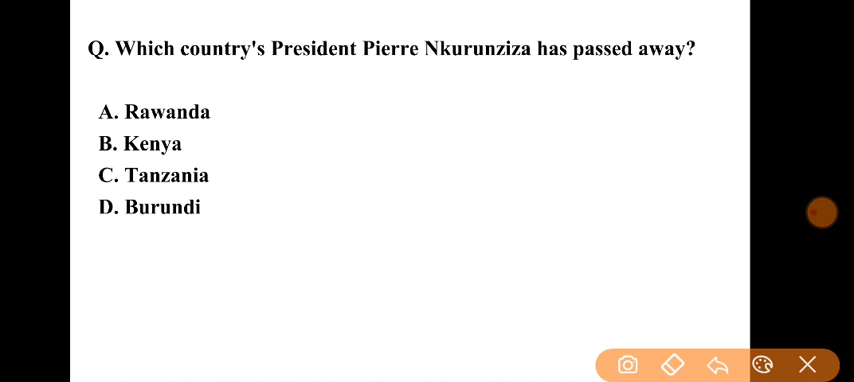 Q. Which country's President Pierre Nkurunziza has passed away?
A. Rawanda
B. Kenya
C. Tanzania
D. Burundi